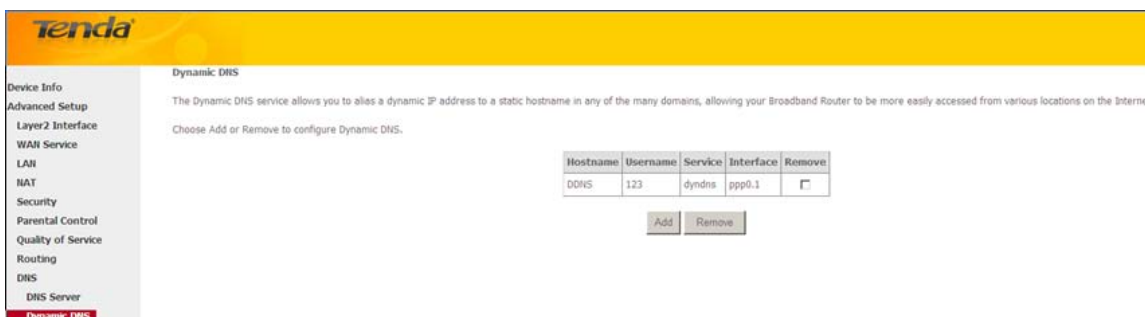 Tenda
Device Info
Advanced Setup
Layer2 Interface
WAN Service
LAN
NAT
Security
Parental Control
Quality of Service
Routing
DNS
DNS Server
Dynamic DNS
Dynamic DNS
The Dynamic DNS service allows you to alias a dynamic IP address to a static hostname in any of the many domains, allowing your Broadband Router to be more easily accessed from various locations on the Interne
Choose Add or Remove to configure Dynamic DNS.
Hostname Username Service Interface Remove
DDNS 123 dyndns ppp0.1
Add Remove